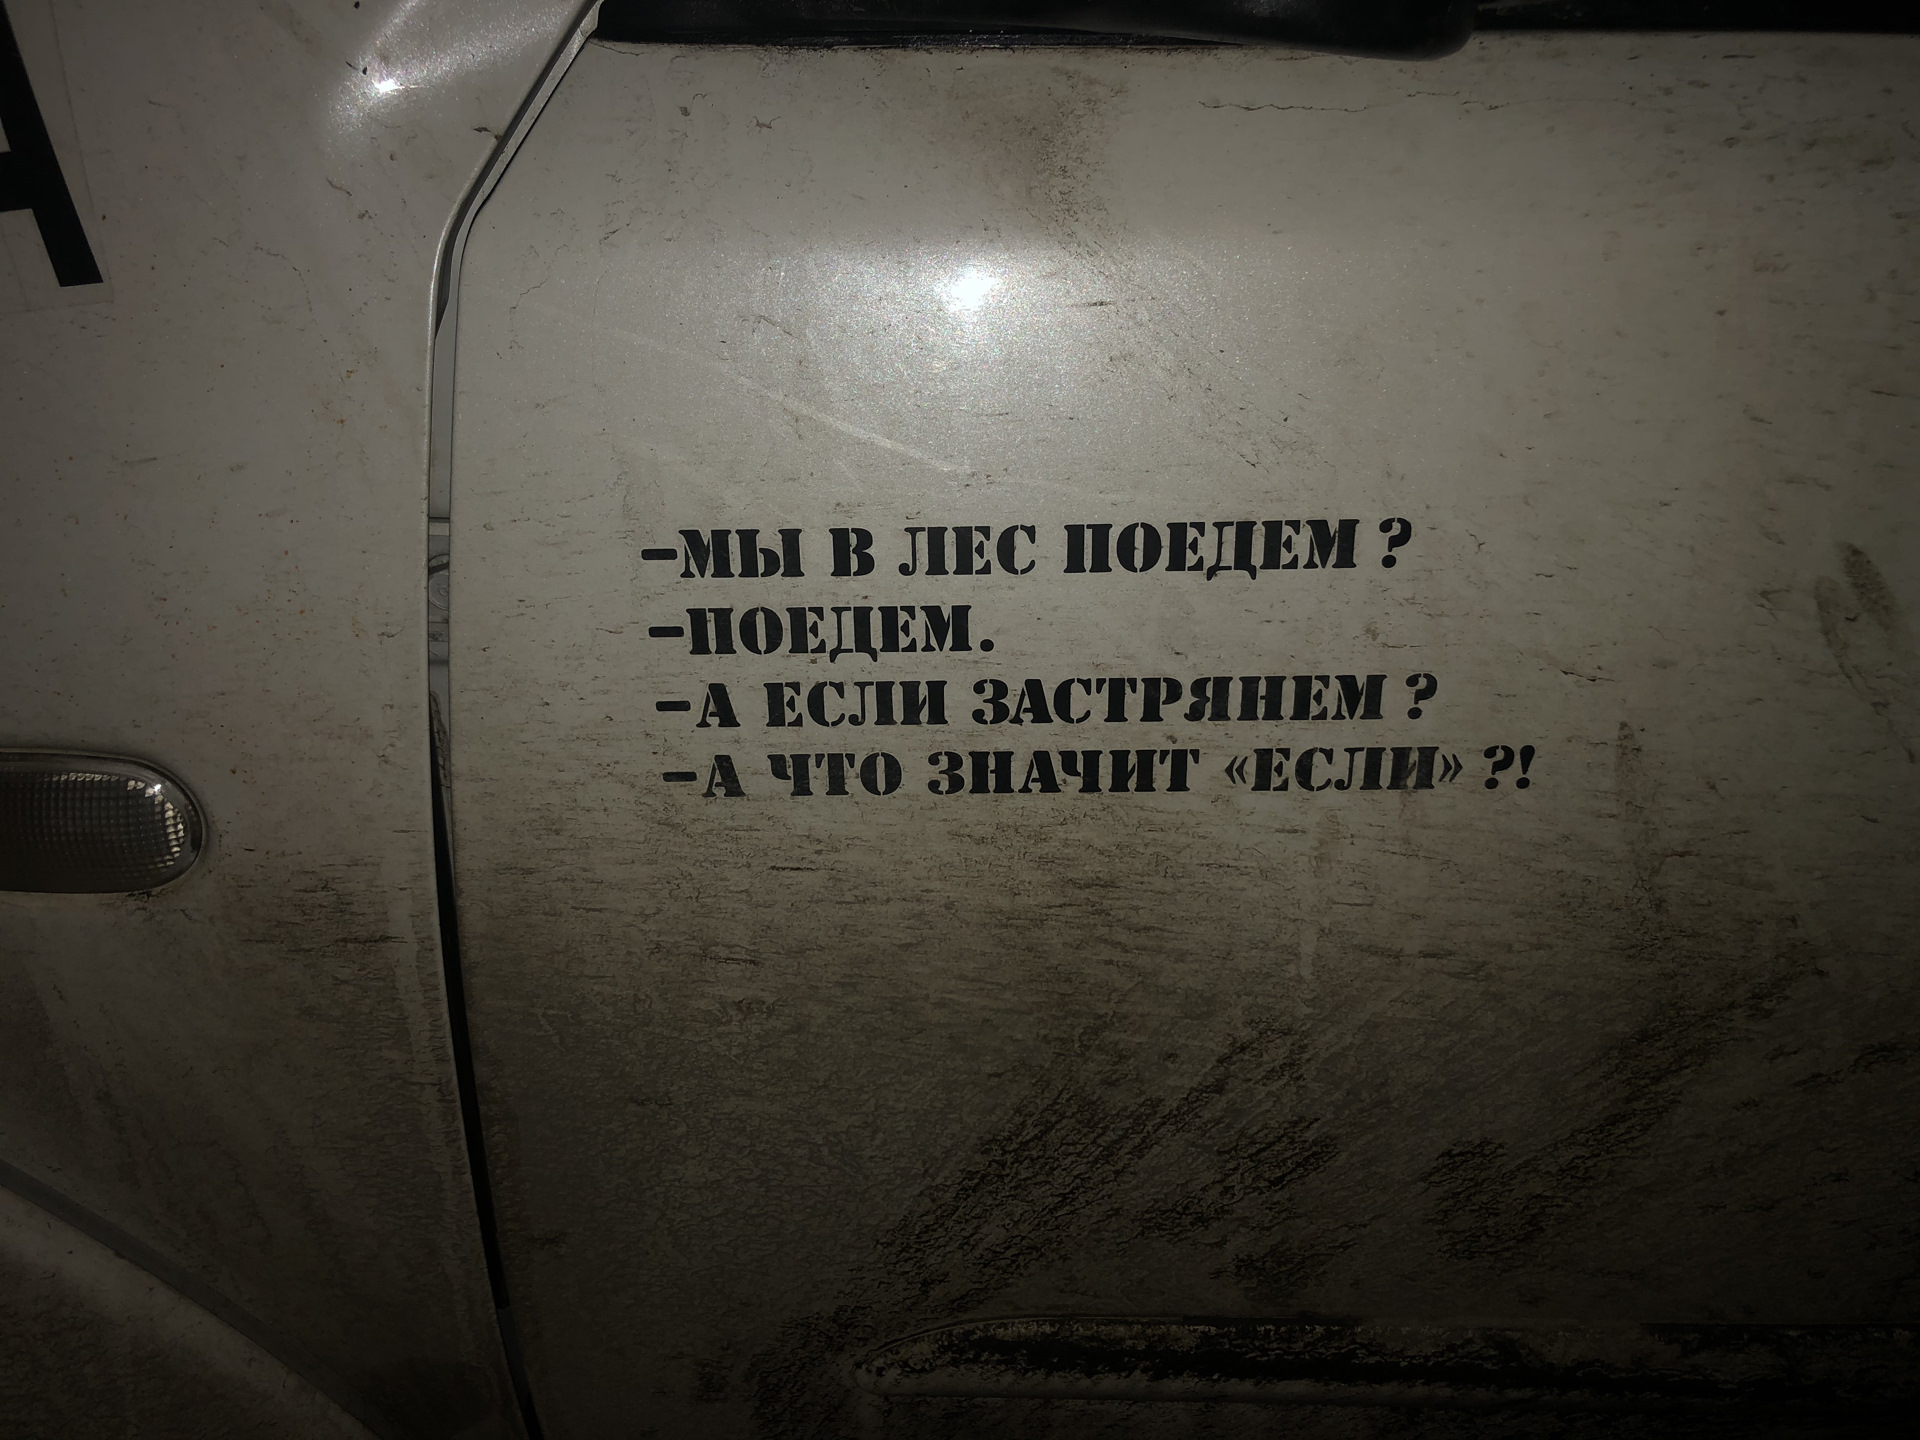 –МЫ В ЛЕС ПОЕДЕМ ?
–ПОЕДЕМ.
–А ЕСЛИ ЗАСТРЯНЕМ ?
–А ЧТО ЗНАЧИТ «ЕСЛИ» ?!